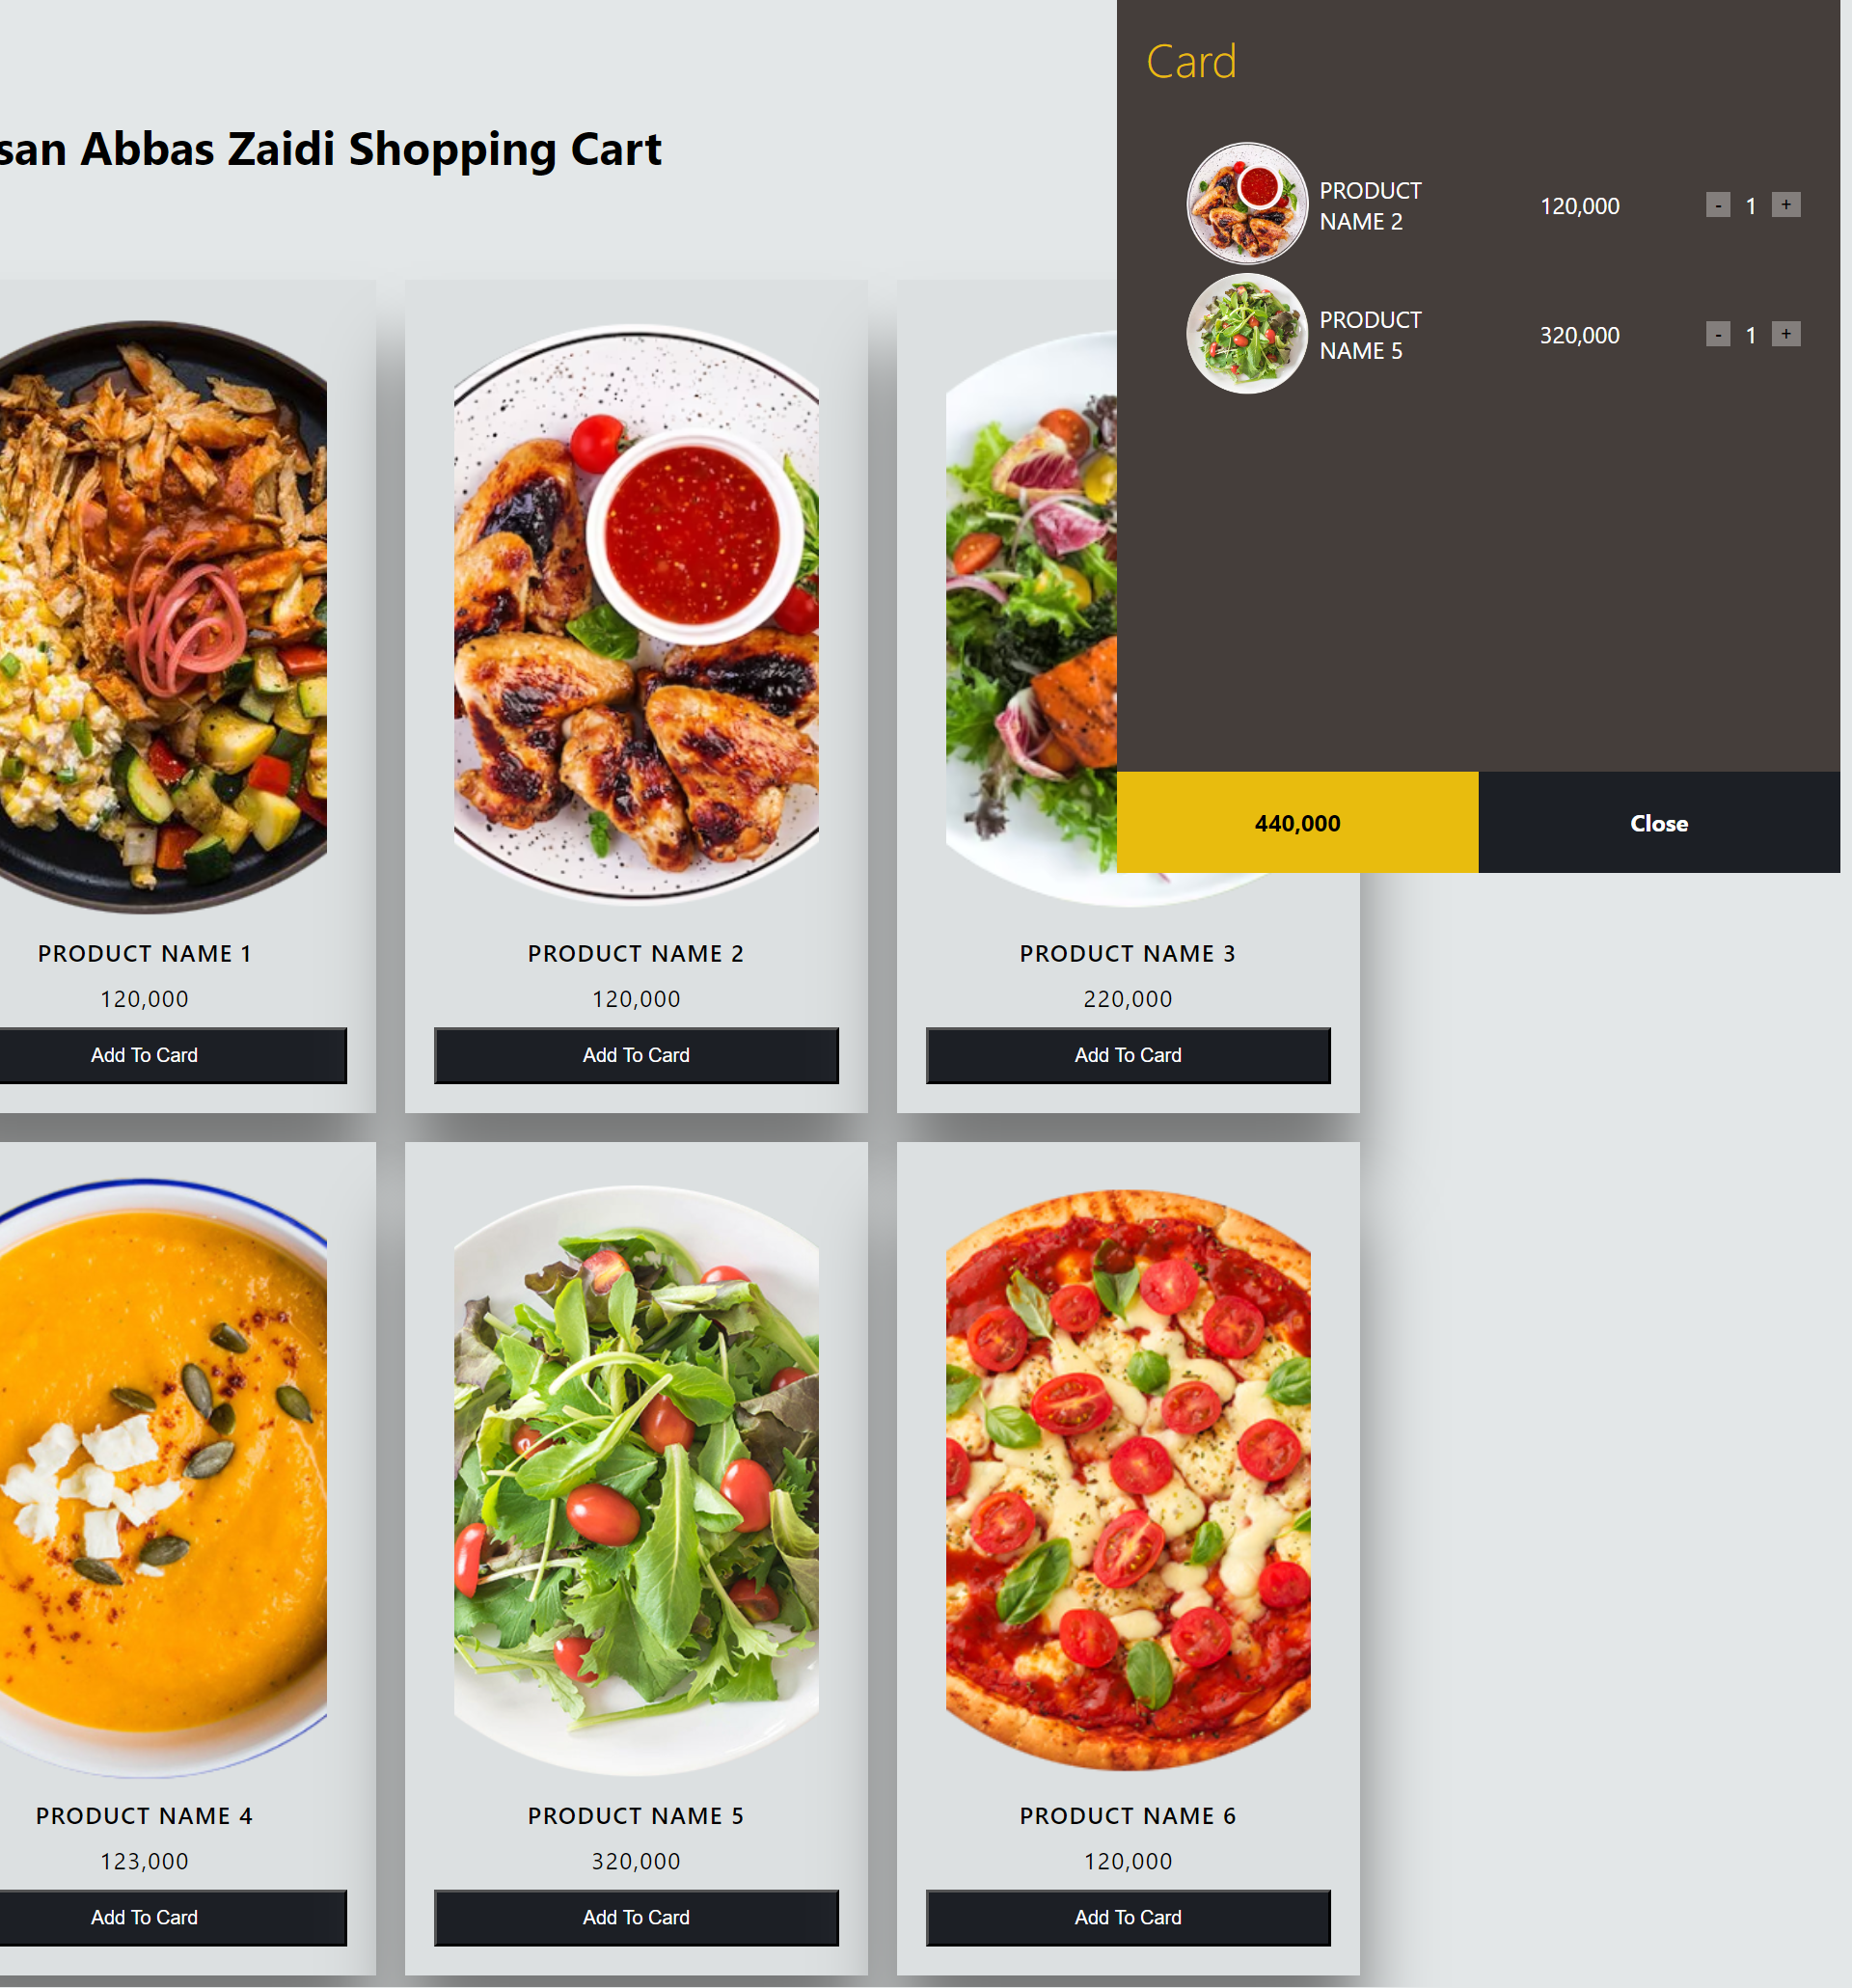 Card
Abbas Zaidi Shopping Cart
PRODUCT
NAME 2
120,000
- 1 +
PRODUCT
NAME 5
320,000
- 1 +
440,000
Close
PRODUCT NAME 1
120,000
Add To Card
PRODUCT NAME 2
120,000
Add To Card
PRODUCT NAME 3
220,000
Add To Card
PRODUCT NAME 4
123,000
Add To Card
PRODUCT NAME 5
320,000
Add To Card
PRODUCT NAME 6
120,000
Add To Card